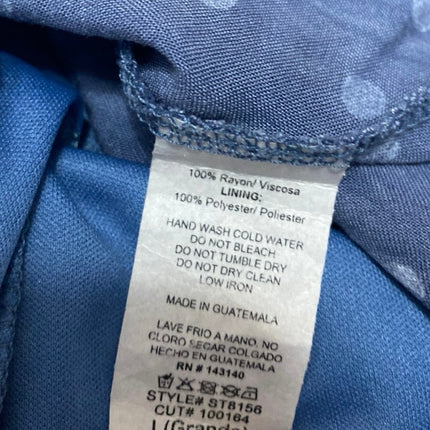 100% Rayon/ Viscosa
LINING:
100% Polyester/ Poliester
HAND WASH COLD WATER
DO NOT BLEACH
DO NOT TUMBLE DRY
DO NOT DRY CLEAN
LOW IRON
MADE IN GUATEMALA
LAVE FRIO A MANO, NO
CLORO SECAR COLGADO
HECHO EN GUATEMALA
RN # 143140
STYLE# ST8156
CUT# 100164
L (Grande)